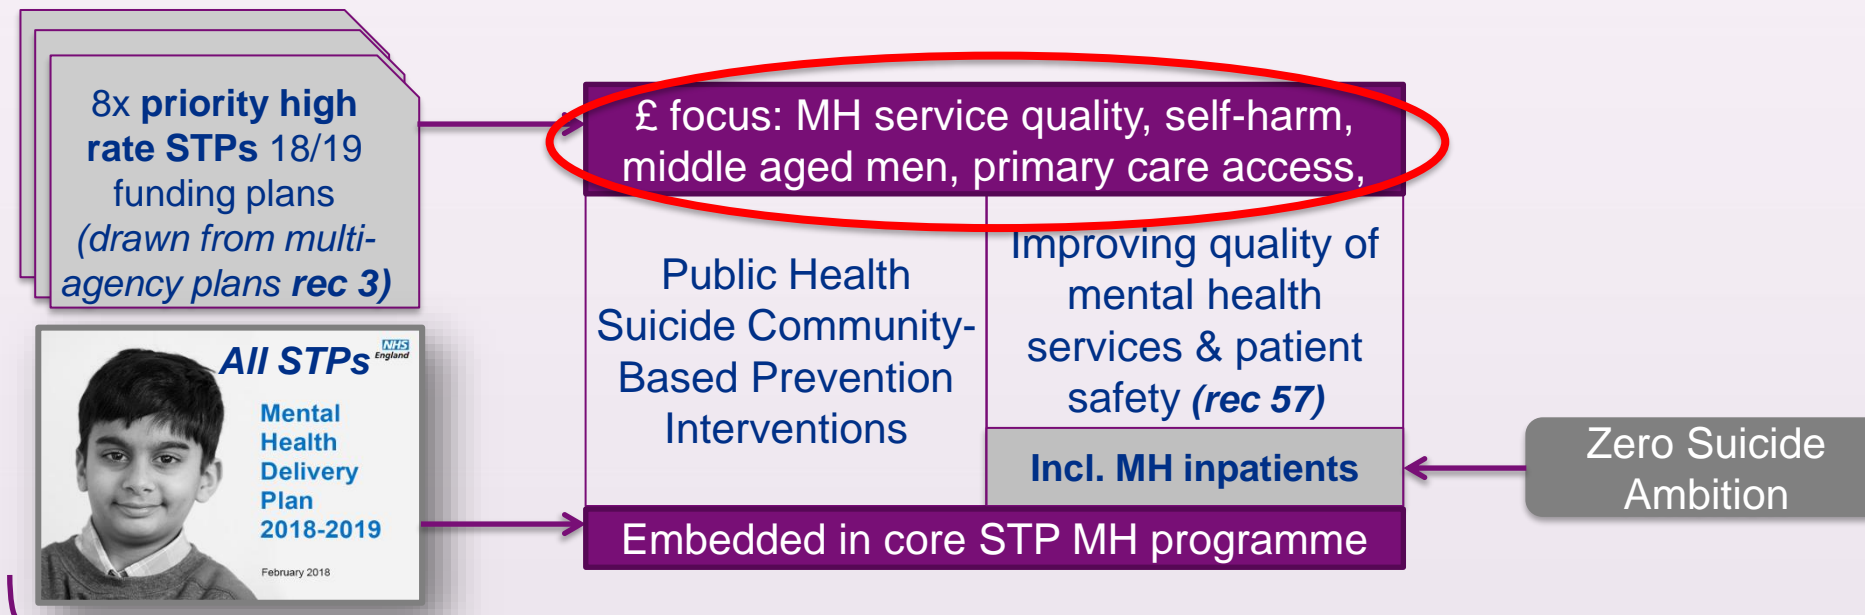 8x priority high
rate STPs 18/19
funding plans
(drawn from multi-
agency plans rec 3)
All STPs
NHS
England
Mental
Health
Delivery
Plan
2018-2019
February 2018
£ focus: MH service quality, self-harm,
middle aged men, primary care access,
Public Health
Suicide Community-
Based Prevention
Interventions
Improving quality of
mental health
services & patient
safety (rec 57)
Incl. MH inpatients
Embedded in core STP MH programme
Zero Suicide
Ambition